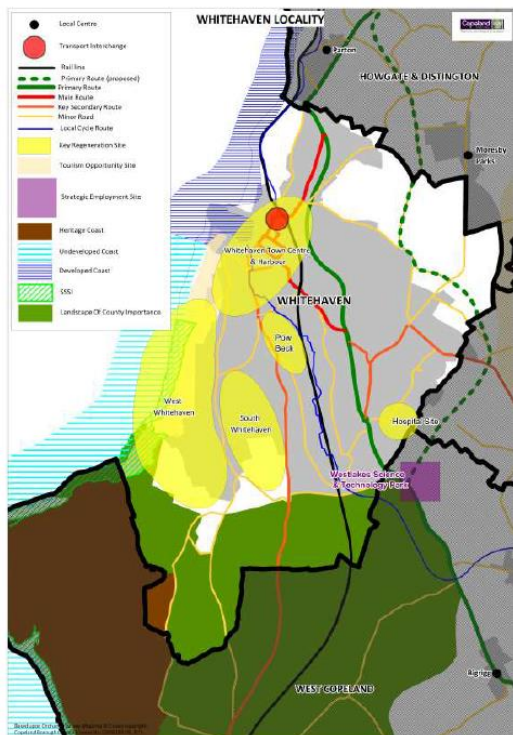 WHITEHAVEN LOCALITY
Copeland
Local Centre
Transport Interchange
Rail line
Primary Route (proposed)
Primary Route
Main Route
Key Secondary Route
Minor Road
Local Cycle Route
Key Regeneration Site
Tourism Opportunity Site
Strategic Employment Site
Heritage Coast
Undeveloped Coast
Developed Coast
SSSI
Landscape Of County Importance
Parton
HOWGATE & DISTINGTON
Moresby
Parks
Whitehaven Town Centre
& Harbour
WHITEHAVEN
Pow
Beck
West
Whitehaven
South
Whitehaven
Hospital Site
Westlakes Science
& Technology Park
Bigrigg
WEST COPELAND